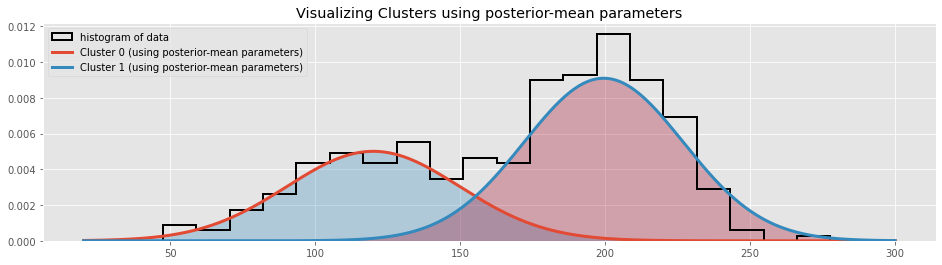 Visualizing Clusters using posterior-mean parameters
0.012
0.010
0.008
0.006
0.004
0.002
0.000
histogram of data
Cluster 0 (using posterior-mean parameters)
Cluster 1 (using posterior-mean parameters)
50 100 150 200 250 300